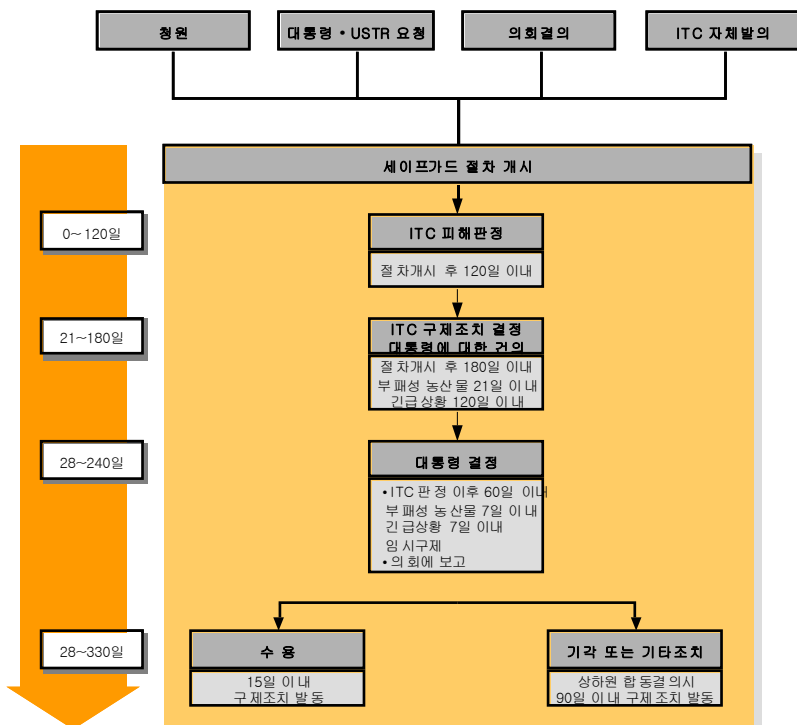 청원
대통령 • USTR 요청
의회결의
ITC 자체발의
세이프가드 절차 개시
0~120일
ITC 피해판정
절차개시 후 120일 이내
21~180일
ITC 구제조치 결정
대통령에 대한 건의
절차개시 후 180일 이내
부패성 농산물 21일 이내
긴급상황 120일 이내
28~240일
대통령 결정
•ITC 판정 이후 60일 이내
부패성 농산물 7일 이내
긴급상황 7일 이내
임시구제
•의회에 보고
28~330일
수 용
15일 이내
구제조치 발동
기각 또는 기타조치
상하원 합동결의시
90일 이내 구제조치 발동